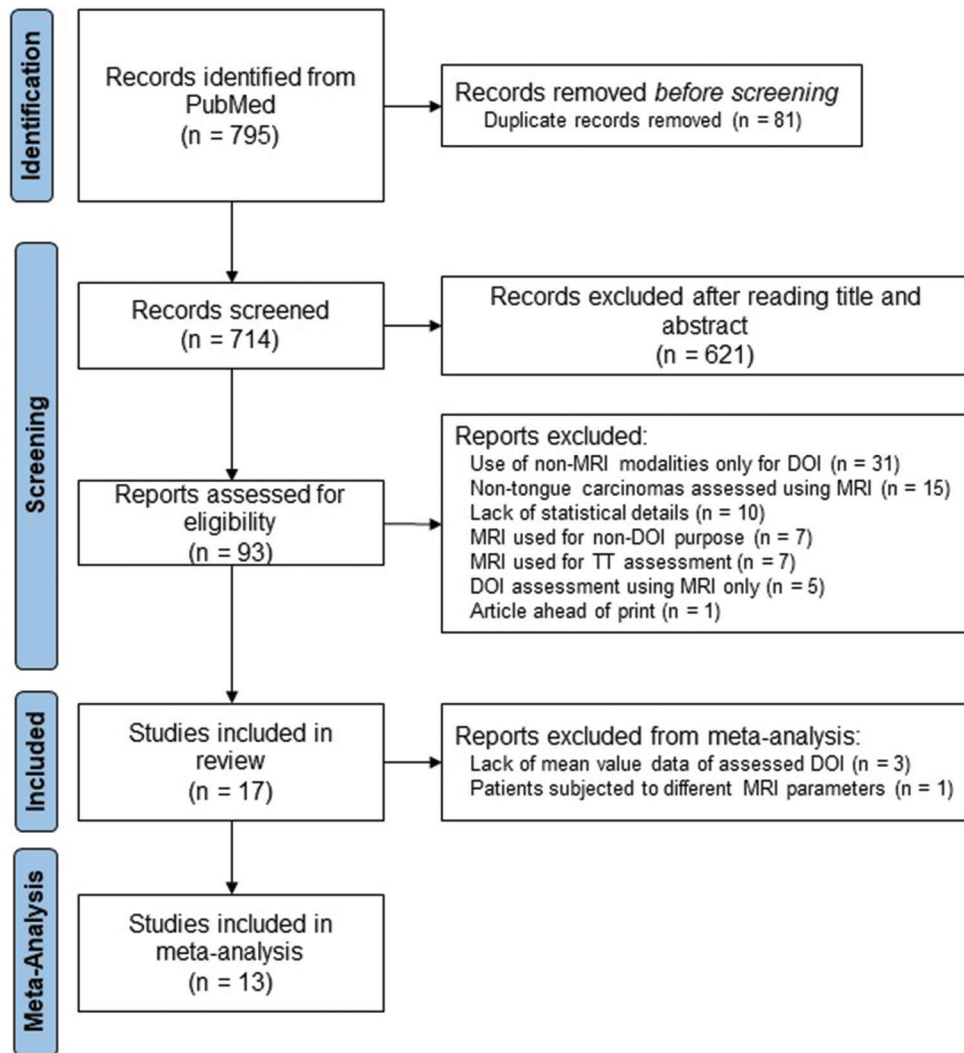 Identification
Records identified from
PubMed
(n = 795)
Records removed before screening
Duplicate records removed (n = 81)
Screening
Records screened
(n = 714)
Records excluded after reading title and
abstract
(n = 621)
Reports assessed for
eligibility
(n = 93)
Reports excluded:
Use of non-MRI modalities only for DOI (n = 31)
Non-tongue carcinomas assessed using MRI (n = 15)
Lack of statistical details (n = 10)
MRI used for non-DOI purpose (n = 7)
MRI used for TT assessment (n = 7)
DOI assessment using MRI only (n = 5)
Article ahead of print (n = 1)
Included
Studies included in
review
(n = 17)
Reports excluded from meta-analysis:
Lack of mean value data of assessed DOI (n = 3)
Patients subjected to different MRI parameters (n = 1)
Meta-Analysis
Studies included in
meta-analysis
(n = 13)